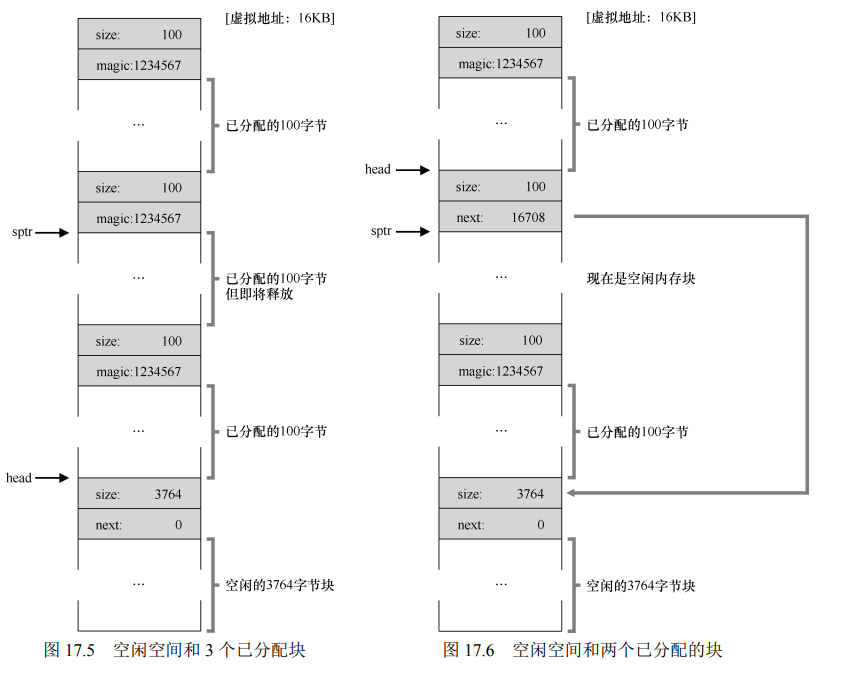 [虚拟地址：16KB]
size: 100
magic:1234567
...
已分配的100字节
size: 100
magic:1234567
sptr
...
已分配的100字节
但即将释放
size: 100
magic:1234567
...
已分配的100字节
head
size: 3764
next: 0
...
空闲的3764字节块
图 17.5 空闲空间和 3 个已分配块
[虚拟地址：16KB]
size: 100
magic:1234567
...
已分配的100字节
head
size: 100
next: 16708
sptr
...
现在是空闲内存块
size: 100
magic:1234567
...
已分配的100字节
size: 3764
next: 0
...
空闲的3764字节块
图 17.6 空闲空间和两个已分配的块